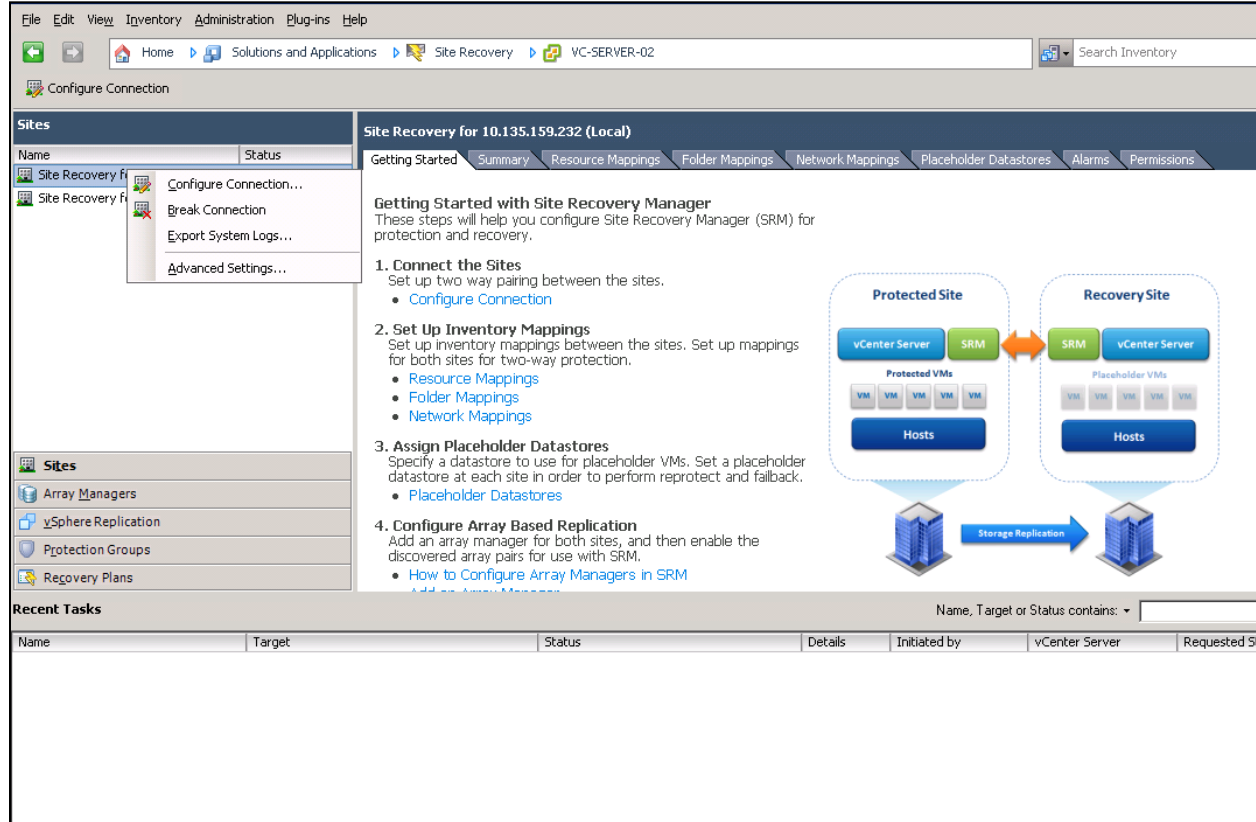 File Edit View Inventory Administration Plug-ins Help
Home Solutions and Applications Site Recovery VC-SERVER-02 Search Inventory
Configure Connection
Sites
Name Status
Site Recovery f
Site Recovery f
Configure Connection...
Break Connection
Export System Logs...
Advanced Settings...
Sites
Array Managers
vSphere Replication
Protection Groups
Recovery Plans
Site Recovery for 10.135.159.232 (Local)
Getting Started Summary Resource Mappings Folder Mappings Network Mappings Placeholder Datastores Alarms Permissions
Getting Started with Site Recovery Manager
These steps will help you configure Site Recovery Manager (SRM) for
protection and recovery.
1. Connect the Sites
Set up two way pairing between the sites.
• Configure Connection
2. Set Up Inventory Mappings
Set up inventory mappings between the sites. Set up mappings
for both sites for two-way protection.
• Resource Mappings
• Folder Mappings
• Network Mappings
3. Assign Placeholder Datastores
Specify a datastore to use for placeholder VMs. Set a placeholder
datastore at each site in order to perform reprotect and failback.
• Placeholder Datastores
4. Configure Array Based Replication
Add an array manager for both sites, and then enable the
discovered array pairs for use with SRM.
• How to Configure Array Managers in SRM
Add an Array Manager
Protected Site Recovery Site
vCenter Server SRM SRM vCenter Server
Protected VMs Placeholder VMs
VM VM VM VM VM VM VM VM VM VM
Hosts Hosts
Storage Replication
Recent Tasks Name, Target or Status contains:
Name Target Status Details Initiated by vCenter Server Requested S